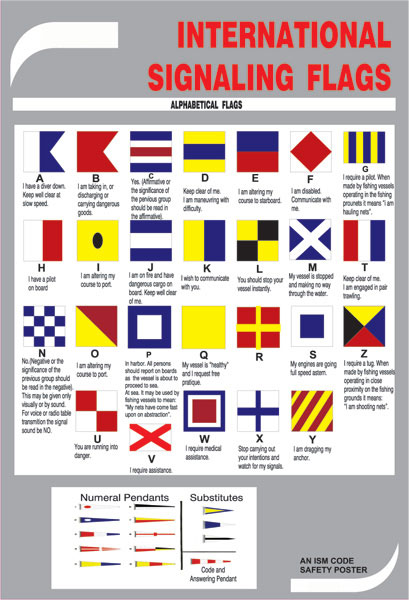 INTERNATIONAL
SIGNALING FLAGS
ALPHABETICAL FLAGS
A
I have a diver down.
Keep well clear at
slow speed.
B
I am taking in, or
discharging or
carrying dangerous
goods.
C
Yes. (Affirmative or
the significance of
the pervious group
should be read in
the affirmative).
D
Keep clear of me.
I am maneuvring with
difficulty.
E
I am altering my
course to starboard.
F
I am disabled.
Communicate with
me.
G
I require a pilot. When
made by fishing vessels
operating in the fishing
prounets it means "I am
hauling nets".
H
I have a pilot
on board
I
I am altering my
course to port.
J
I am on fire and have
dangerous cargo on
board. Keep well clear
of me.
K
I wish to communicate
with you.
L
You should stop your
vessel instantly.
M
My vessel is stopped
and making no way
through the water.
T
Keep clear of me.
I am engaged in pair
trawling.
N
No.(Negative or the
significance of the
previous group should
be read in the negative).
This may be given only
visually or by sound.
For voice or radio table
transmition the signal
sound be NO.
O
I am altering my
course to port.
P
In harbor. All persons
should report on boards
as the vessel is about to
proceed to sea.
At sea. It may be used by
fishing vessels to mean:
"My nets have come fast
upon an abstraction".
Q
My vessel is "healthy"
and I request free
pratique.
R
S
My engines are going
full speed astern.
Z
I require a tug. When
made by fishing vessels
operating in close
proximity on the fishing
grounds it means:
"I am shooting nets".
U
You are running into
danger.
V
I require assistance.
W
I require medical
assistance.
X
Stop carrying out
your intentions and
watch for my signals.
Y
I am dragging my
anchor.
Numeral Pendants
Substitutes
Code and
Answering Pendant
AN ISM CODE
SAFETY POSTER